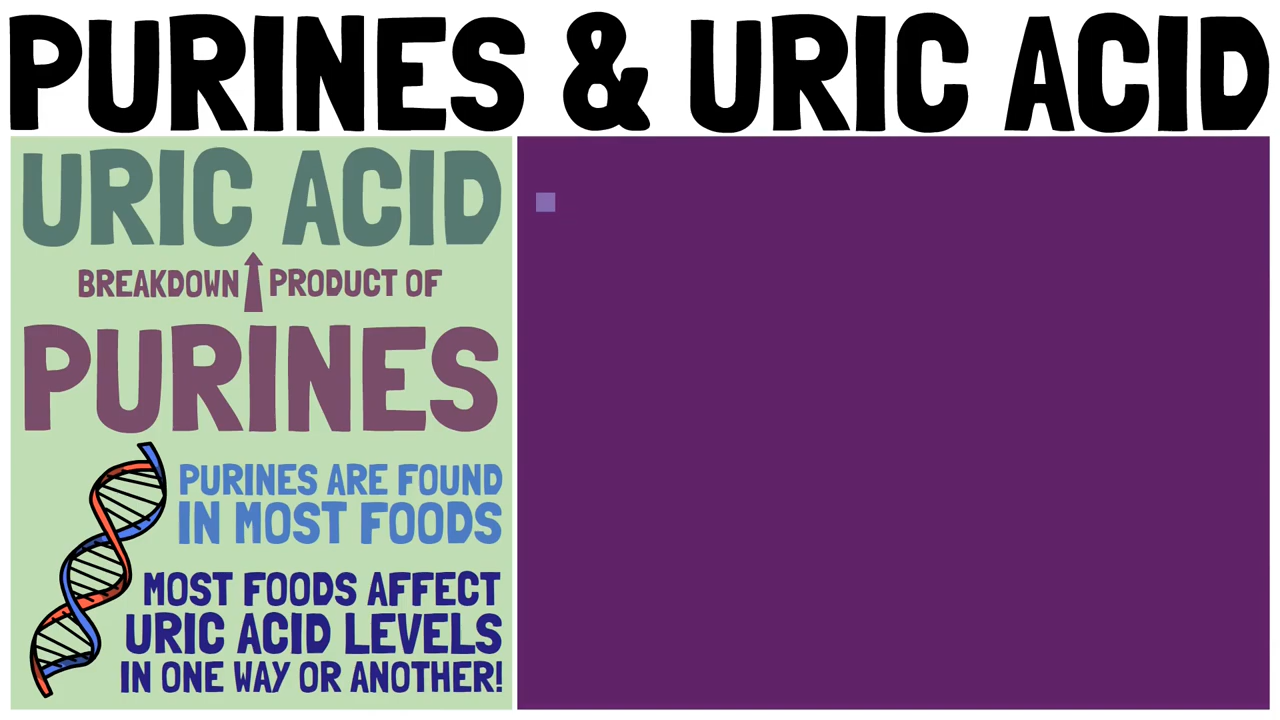 PURINES & URIC ACID
URIC ACID
BREAKDOWN PRODUCT OF
PURINES
PURINES ARE FOUND
IN MOST FOODS
MOST FOODS AFFECT
URIC ACID LEVELS
IN ONE WAY OR ANOTHER!